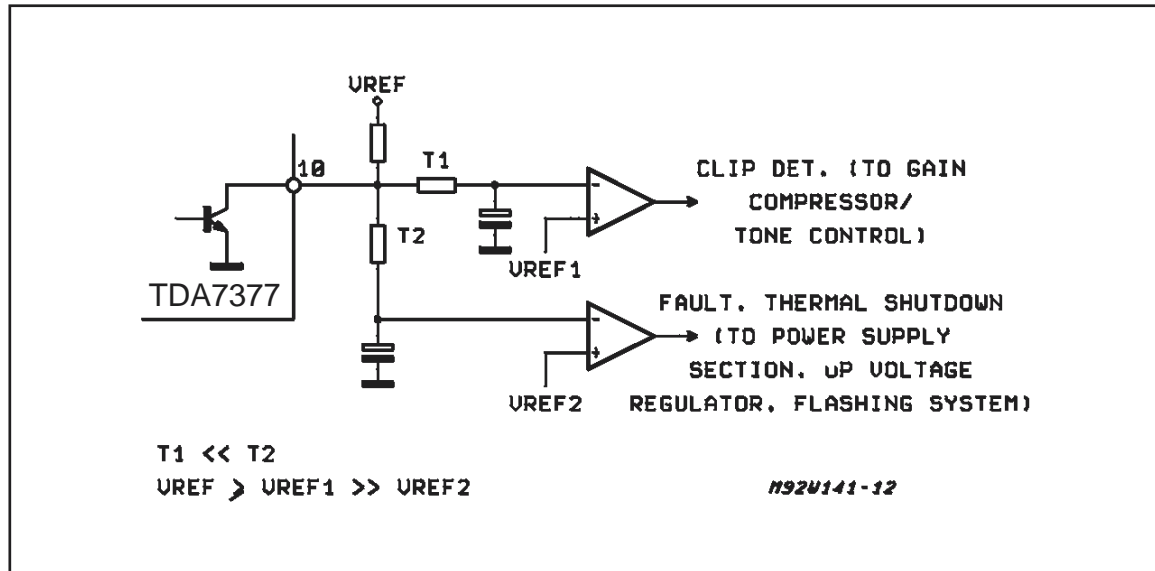 VREF
10
T1
CLIP DET. (TO GAIN
COMPRESSOR/
TONE CONTROL)
-
+
T2
VREF1
TDA7377
FAULT. THERMAL SHUTDOWN
(TO POWER SUPPLY
SECTION. uP VOLTAGE
REGULATOR. FLASHING SYSTEM)
-
+
VREF2
T1 << T2
VREF > VREF1 >> VREF2
M92W141-12